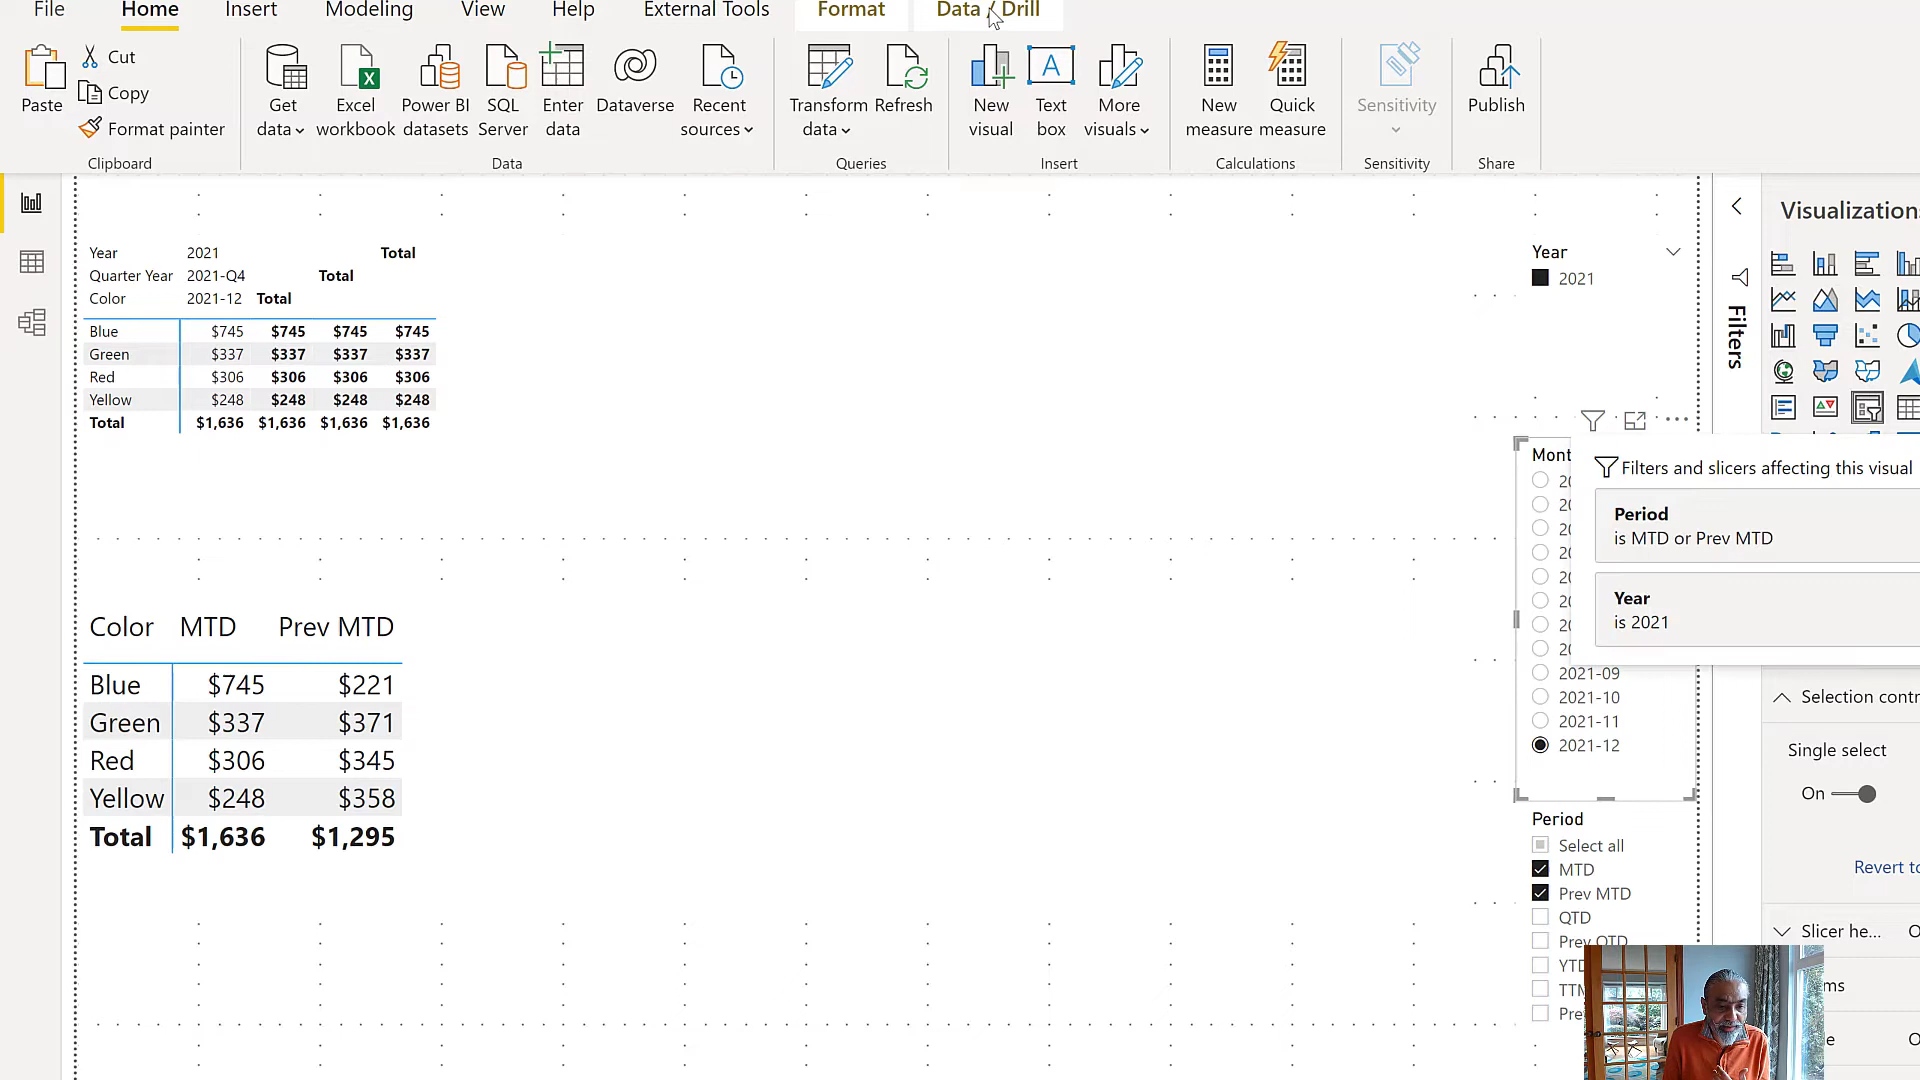 File Home Insert Modeling View Help External Tools Format Data / Drill
Paste
Cut
Copy
Format painter
Clipboard
Get data
Excel workbook
Power BI datasets
SQL Server
Enter data
Dataverse
Recent sources
Data
Transform data
Refresh
Queries
New visual
Text box
More visuals
Insert
New measure
Quick measure
Calculations
Sensitivity
Sensitivity
Publish
Share
Year 2021 Total
Quarter Year 2021-Q4 Total
Color 2021-12 Total
Blue $745 $745 $745 $745
Green $337 $337 $337 $337
Red $306 $306 $306 $306
Yellow $248 $248 $248 $248
Total $1,636 $1,636 $1,636 $1,636
Color MTD Prev MTD
Blue $745 $221
Green $337 $371
Red $306 $345
Yellow $248 $358
Total $1,636 $1,295
Year
2021
Mont
2021-09
2021-10
2021-11
2021-12
Filters and slicers affecting this visual
Period
is MTD or Prev MTD
Year
is 2021
Period
Select all
MTD
Prev MTD
QTD
Prev QTD
Filters
Visualizations
Selection contr
Single select
On
Revert to
Slicer he...